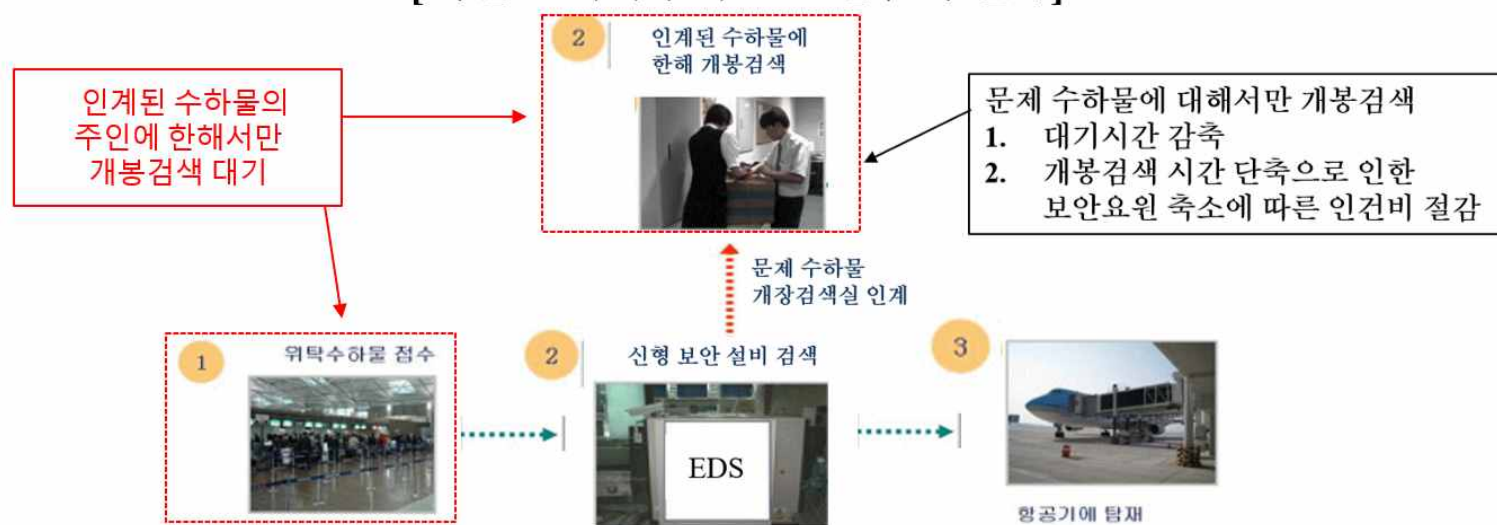 2
인계된 수하물에
한해 개봉검색
인계된 수하물의
주인에 한해서만
개봉검색 대기
문제 수하물에 대해서만 개봉검색
1. 대기시간 감축
2. 개봉검색 시간 단축으로 인한
보안요원 축소에 따른 인건비 절감
문제 수하물
개장검색실 인계
1
위탁수하물 접수
2
신형 보안 설비 검색
EDS
3
항공기에 탑재